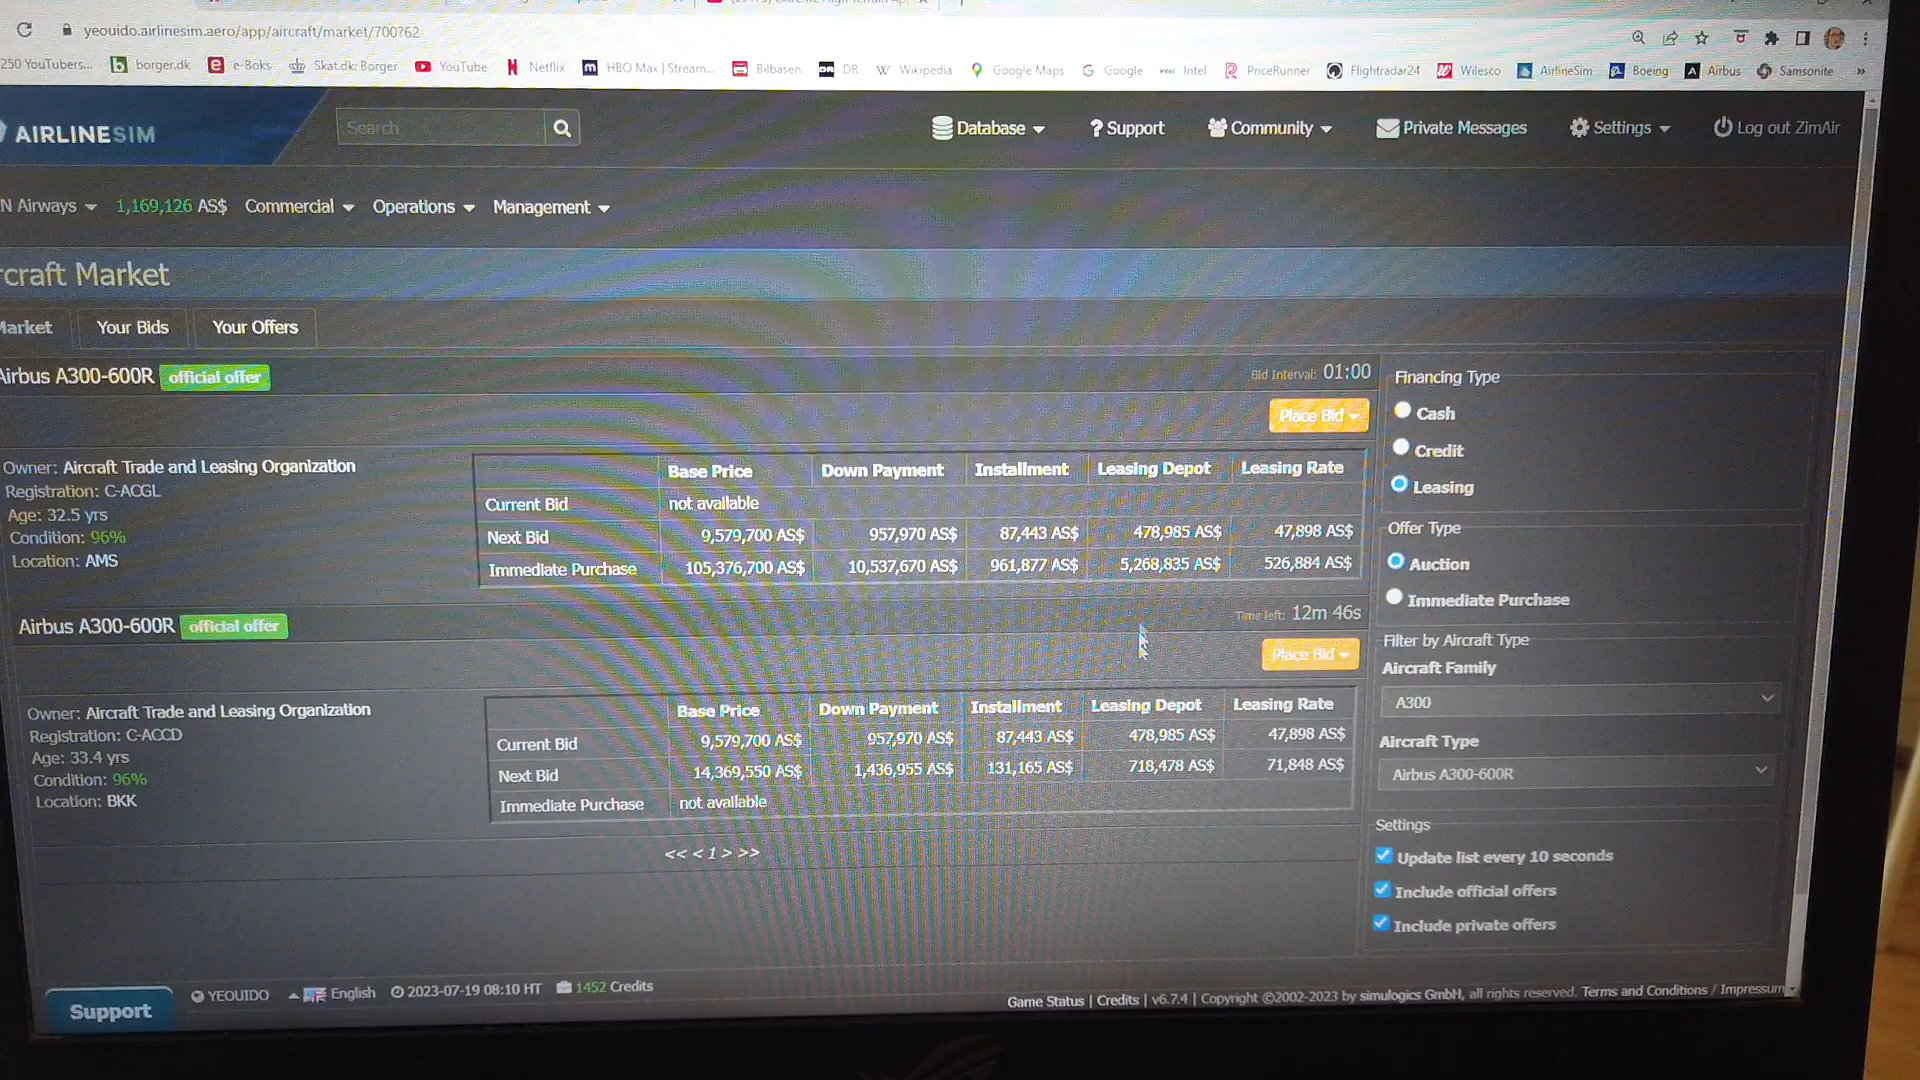 yeouido.airlinesim.aero/app/aircraft/market/700?62
250 YouTubers... borger.dk e-Boks Skat.dk: Borger YouTube Netflix HBO Max | Stream... Bilbasen DR Wikipedia Google Maps Google Intel PriceRunner Flightradar24 Wilesco AirlineSim Boeing Airbus Samsonite »
AIRLINESIM Search Database ? Support Community Private Messages Settings Log out ZimAir
N Airways 1,169,126 AS$ Commercial Operations Management
rcraft Market
Market Your Bids Your Offers
Airbus A300-600R official offer Bid Interval: 01:00
Place Bid
Owner: Aircraft Trade and Leasing Organization
Registration: C-ACGL
Age: 32.5 yrs
Condition: 96%
Location: AMS
Base Price Down Payment Installment Leasing Depot Leasing Rate
Current Bid not available
Next Bid 9,579,700 AS$ 957,970 AS$ 87,443 AS$ 478,985 AS$ 47,898 AS$
Immediate Purchase 105,376,700 AS$ 10,537,670 AS$ 961,877 AS$ 5,268,835 AS$ 526,884 AS$
Airbus A300-600R official offer Time left: 12m 46s
Place Bid
Owner: Aircraft Trade and Leasing Organization
Registration: C-ACCD
Age: 33.4 yrs
Condition: 96%
Location: BKK
Base Price Down Payment Installment Leasing Depot Leasing Rate
Current Bid 9,579,700 AS$ 957,970 AS$ 87,443 AS$ 478,985 AS$ 47,898 AS$
Next Bid 14,369,550 AS$ 1,436,955 AS$ 131,165 AS$ 718,478 AS$ 71,848 AS$
Immediate Purchase not available
<< < 1 > >>
Financing Type
Cash
Credit
Leasing
Offer Type
Auction
Immediate Purchase
Filter by Aircraft Type
Aircraft Family
A300
Aircraft Type
Airbus A300-600R
Settings
Update list every 10 seconds
Include official offers
Include private offers
Support YEOUIDO English 2023-07-19 08:10 HT 1452 Credits
Game Status | Credits | v6.7.4 | Copyright ©2002-2023 by simulogics GmbH, all rights reserved. Terms and Conditions / Impressum